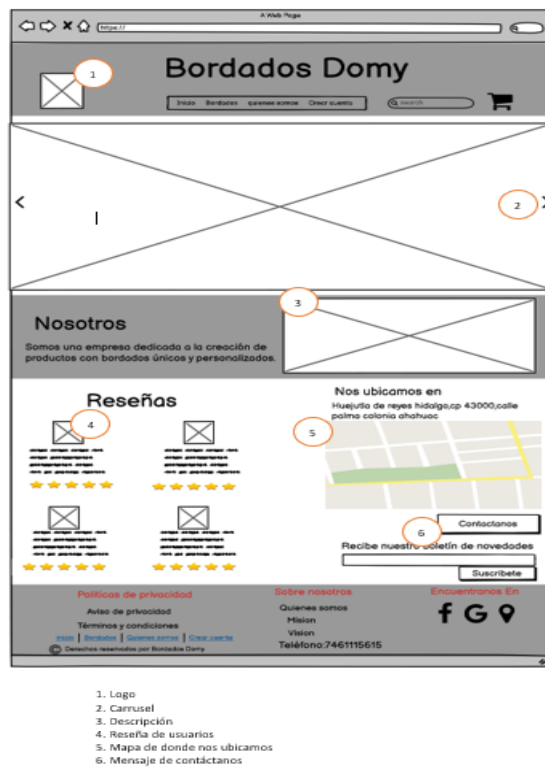 A Web Page
https://
1
Bordados Domy
Inicio Bordados quienes somos Crear cuenta
search
2
3
Nosotros
Somos una empresa dedicada a la creación de
productos con bordados únicos y personalizados.
Reseñas
4
Nos ubicamos en
Huejutla de reyes hidalgo,cp 43000,calle
palma colonia ahahuac
5
Contactanos
6
Recibe nuestro boletín de novedades
Suscribete
Politicas de privacidad
Aviso de privacidad
Términos y condiciones
Inicio | Bordados | Quienes somos | Crear cuenta
© Derechos reservados por Bordados Domy
Sobre nosotros
Quienes somos
Mision
Vision
Teléfono:7461115615
Encuentranos En
f G
1. Logo
2. Carrusel
3. Descripción
4. Reseña de usuarios
5. Mapa de donde nos ubicamos
6. Mensaje de contáctanos